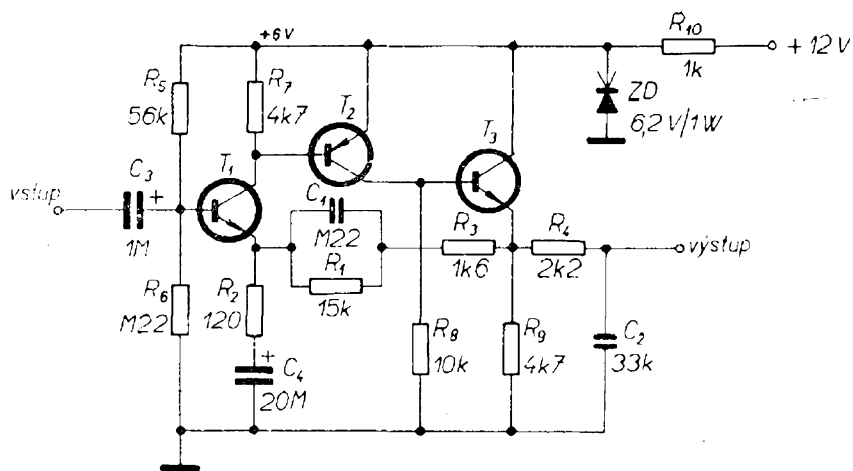 +6V
R10
+ 12V
1k
R5
56k
R7
4k7
T2
ZD
6,2 V/1W
T3
C3
+
vstup
1M
T1
C1
M22
R1
15k
R3
1k6
R4
2k2
výstup
R6
M22
R2
120
+
C4
20M
R8
10k
R9
4k7
C2
33k